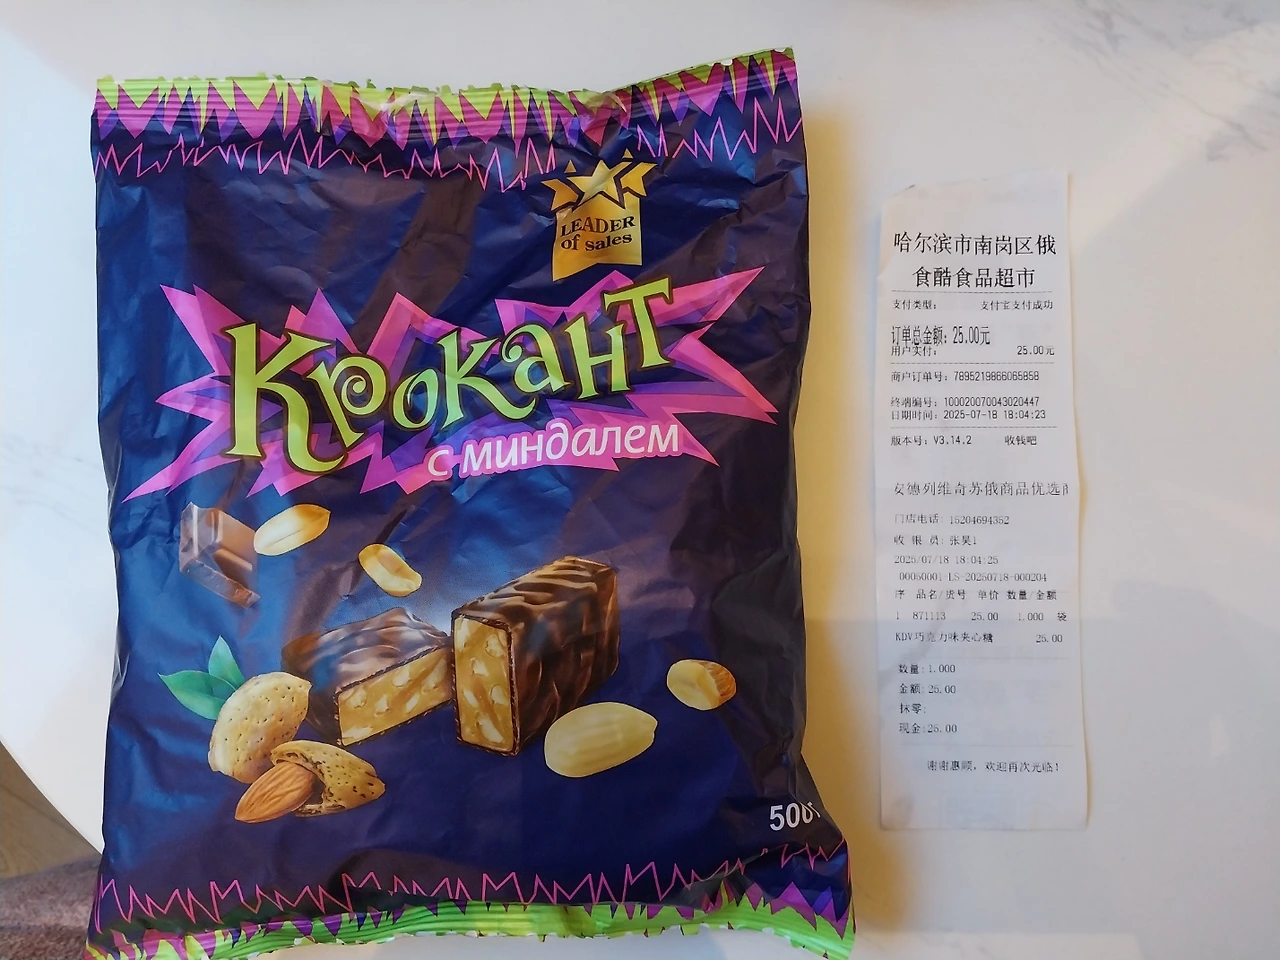 LEADER
of sales
Крокант
с миндалем
500г
哈尔滨市南岗区俄
食酷食品超市
支付类型: 支付宝支付成功
订单总金额: 25.00元
用户实付: 25.00元
商户订单号: 7895219866065858
终端编号: 100020070043020447
日期时间: 2025-07-18 18:04:23
版本号: V3.14.2 收钱吧
安德列维奇苏俄商品优选
门店电话: 15204694352
收 银 员: 张昊1
2025/07/18 18:04:25
00050001-LS-20250718-000204
序 品名/货号 单价 数量/金额
1 871113 25.00 1.000 袋
KDV巧克力味夹心糖 25.00
数量: 1.000
金额: 25.00
抹零:
现金: 25.00
谢谢惠顾, 欢迎再次光临!